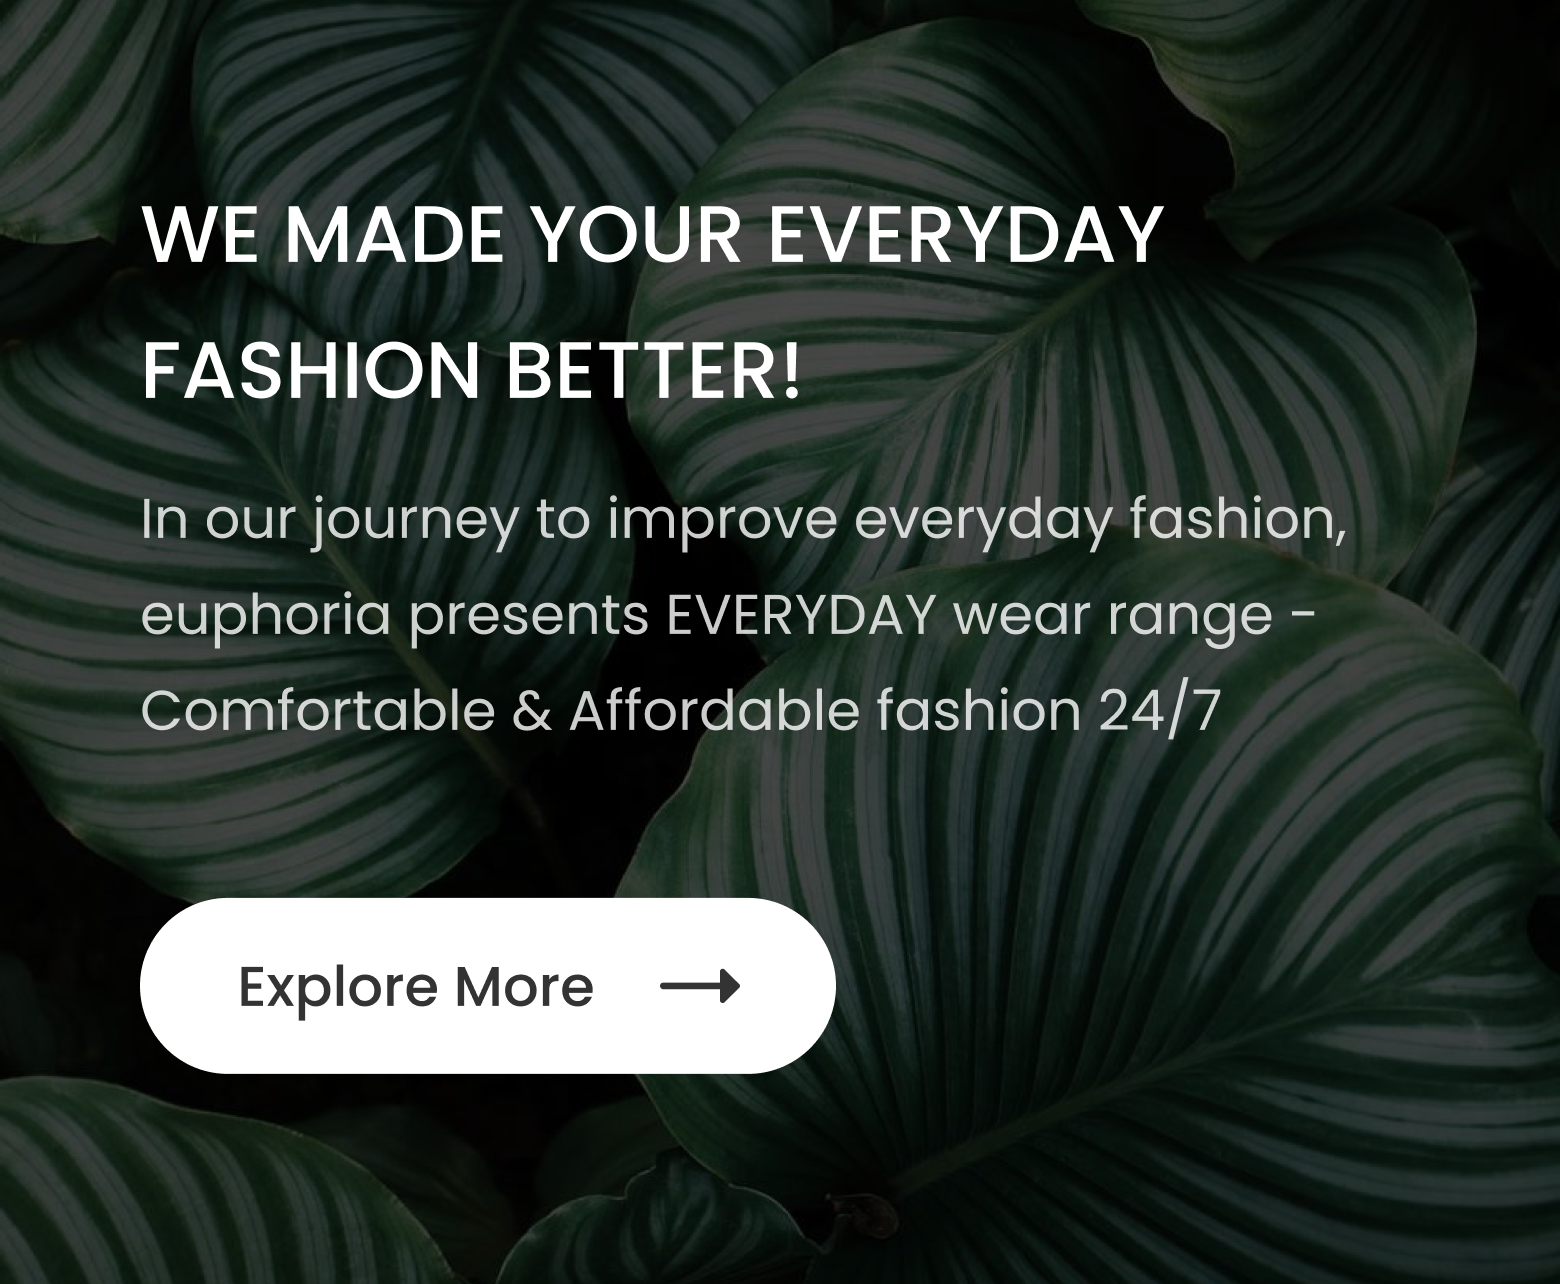 WE MADE YOUR EVERYDAY
FASHION BETTER!
In our journey to improve everyday fashion,
euphoria presents EVERYDAY wear range -
Comfortable & Affordable fashion 24/7
Explore More